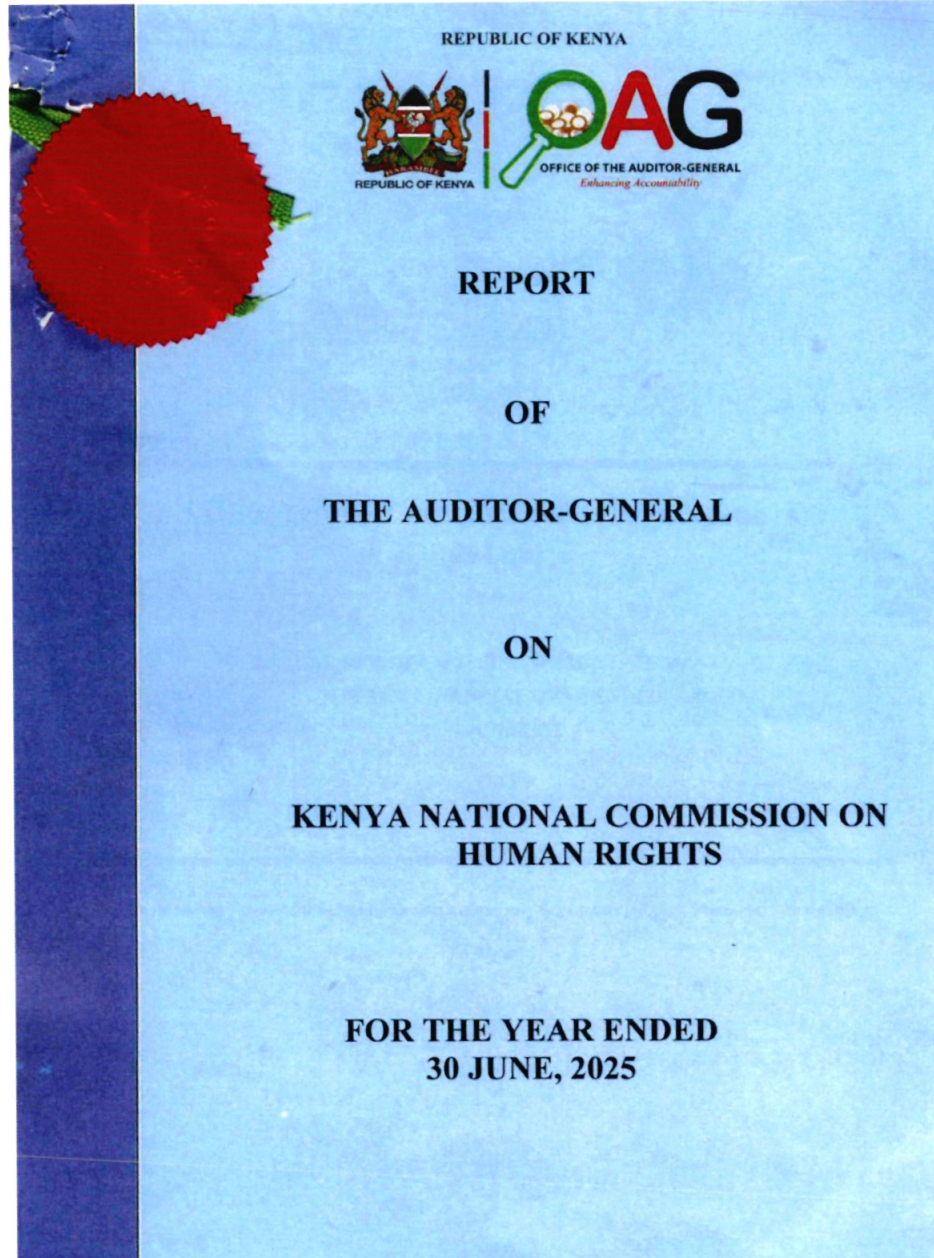 REPUBLIC OF KENYA
HARAMBEE
REPUBLIC OF KENYA
OAG
OFFICE OF THE AUDITOR-GENERAL
Enhancing Accountability
REPORT
OF
THE AUDITOR-GENERAL
ON
KENYA NATIONAL COMMISSION ON
HUMAN RIGHTS
FOR THE YEAR ENDED
30 JUNE, 2025